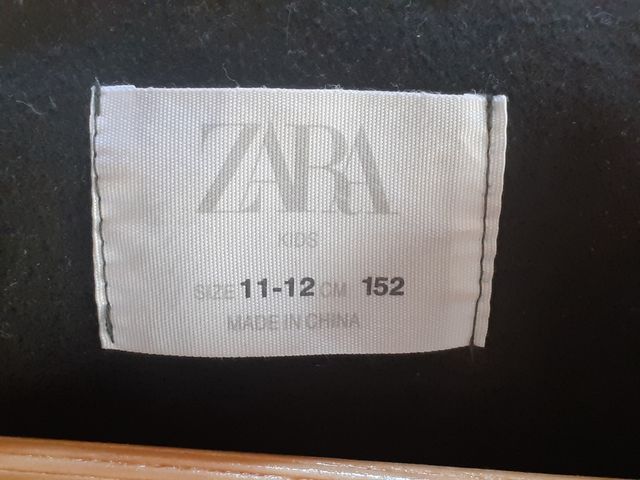 ZARA
KIDS
SIZE 11-12 CM 152
MADE IN CHINA